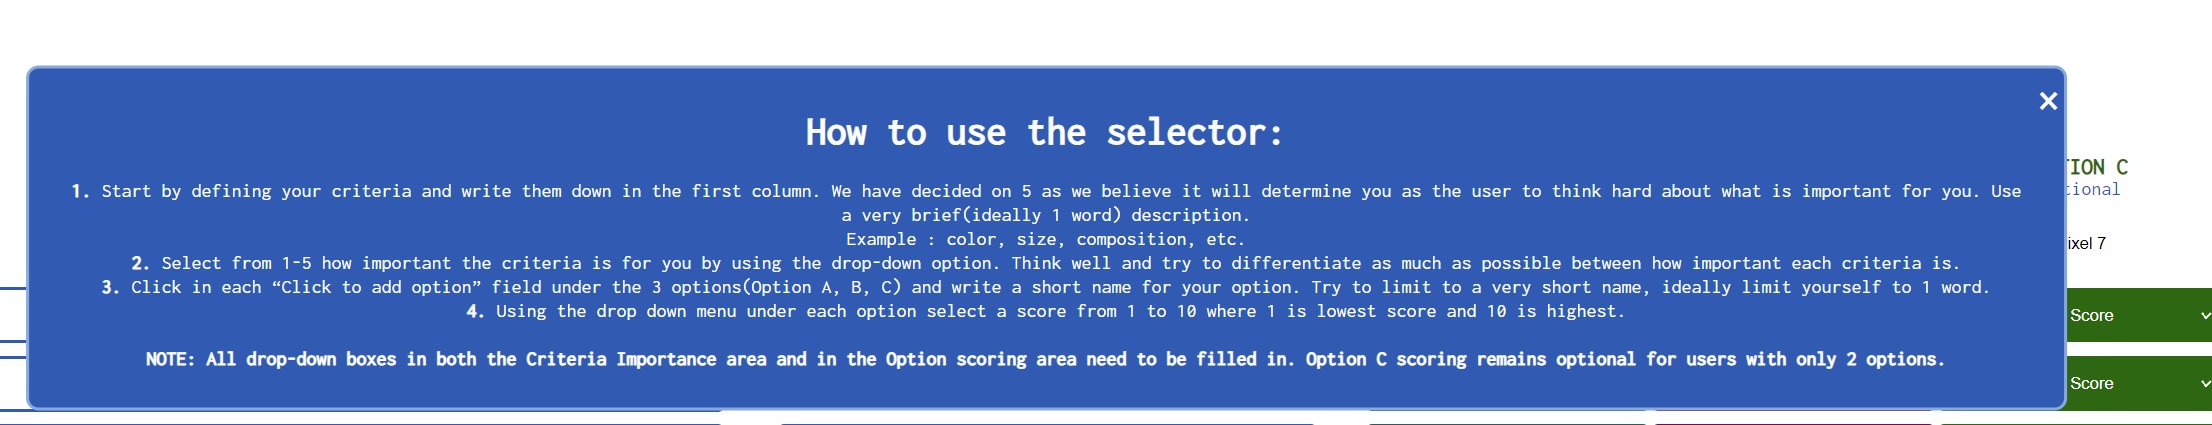 How to use the selector:
1. Start by defining your criteria and write them down in the first column. We have decided on 5 as we believe it will determine you as the user to think hard about what is important for you. Use
a very brief(ideally 1 word) description.
Example : color, size, composition, etc.
2. Select from 1-5 how important the criteria is for you by using the drop-down option. Think well and try to differentiate as much as possible between how important each criteria is.
3. Click in each “Click to add option” field under the 3 options(Option A, B, C) and write a short name for your option. Try to limit to a very short name, ideally limit yourself to 1 word.
4. Using the drop down menu under each option select a score from 1 to 10 where 1 is lowest score and 10 is highest.
NOTE: All drop-down boxes in both the Criteria Importance area and in the Option scoring area need to be filled in. Option C scoring remains optional for users with only 2 options.
TION C
tional
ixel 7
Score
Score